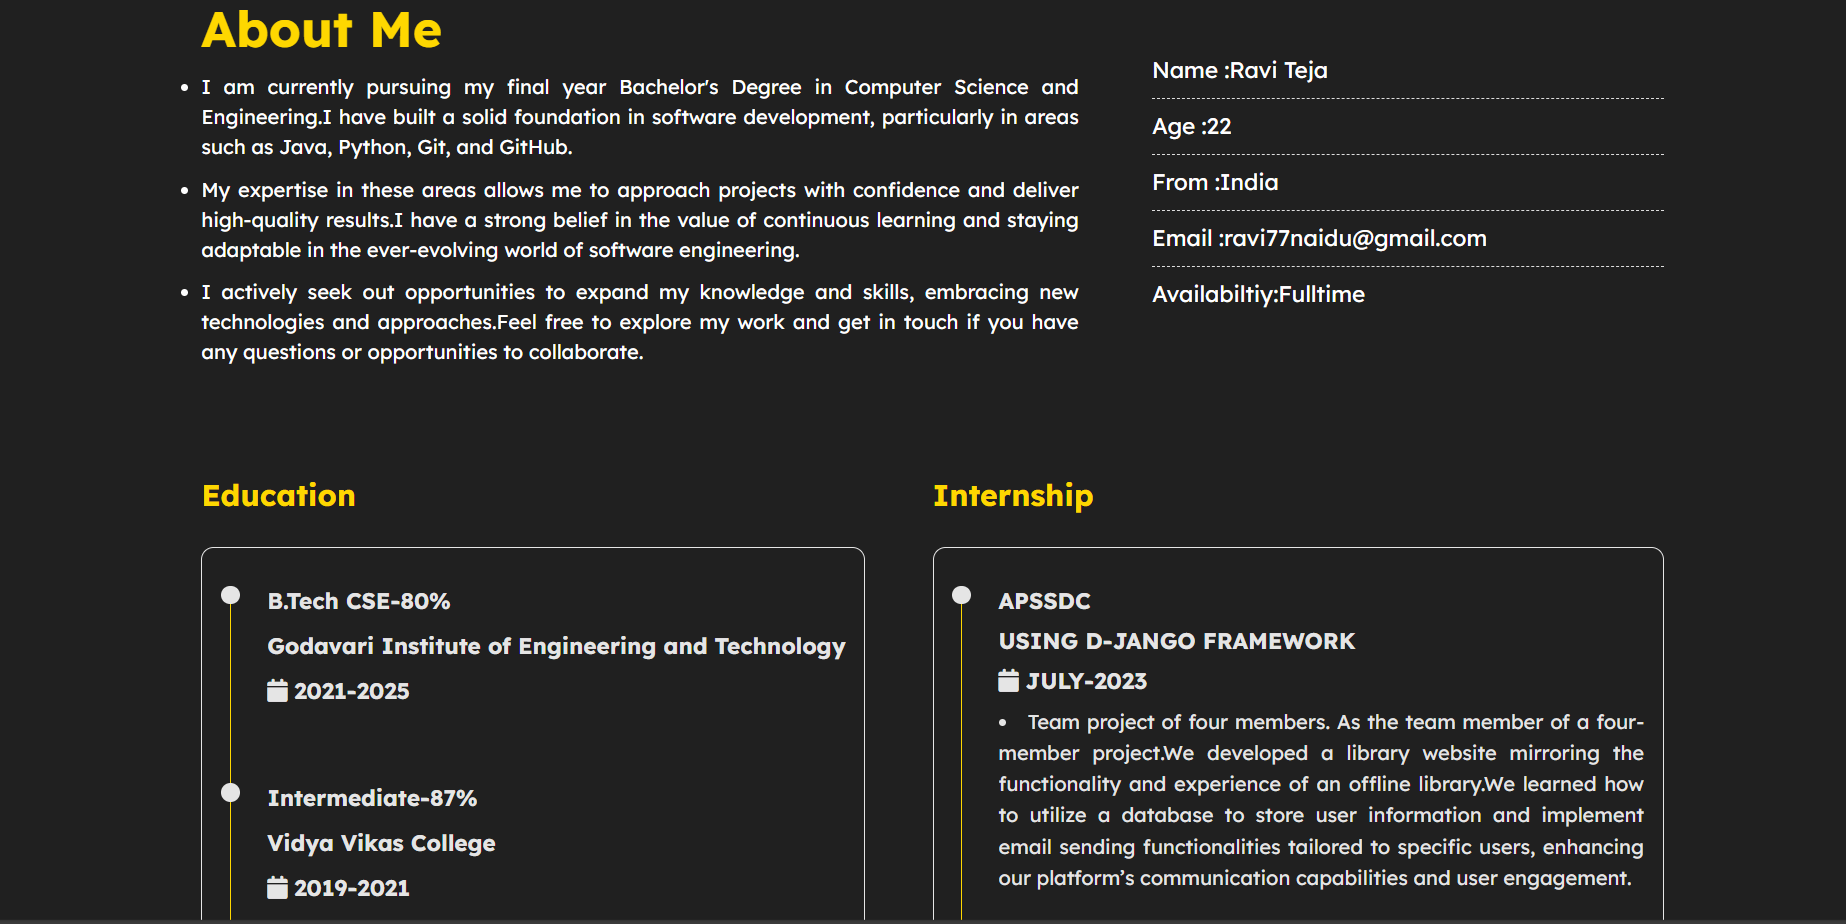 About Me
I am currently pursuing my final year Bachelor's Degree in Computer Science and
Engineering.I have built a solid foundation in software development, particularly in areas
such as Java, Python, Git, and GitHub.
My expertise in these areas allows me to approach projects with confidence and deliver
high-quality results.I have a strong belief in the value of continuous learning and staying
adaptable in the ever-evolving world of software engineering.
I actively seek out opportunities to expand my knowledge and skills, embracing new
technologies and approaches.Feel free to explore my work and get in touch if you have
any questions or opportunities to collaborate.
Name :Ravi Teja
Age :22
From :India
Email :ravi77naidu@gmail.com
Availabiltiy:Fulltime
Education
B.Tech CSE-80%
Godavari Institute of Engineering and Technology
2021-2025
Intermediate-87%
Vidya Vikas College
2019-2021
Internship
APSSDC
USING D-JANGO FRAMEWORK
JULY-2023
Team project of four members. As the team member of a four-
member project.We developed a library website mirroring the
functionality and experience of an offline library.We learned how
to utilize a database to store user information and implement
email sending functionalities tailored to specific users, enhancing
our platform’s communication capabilities and user engagement.